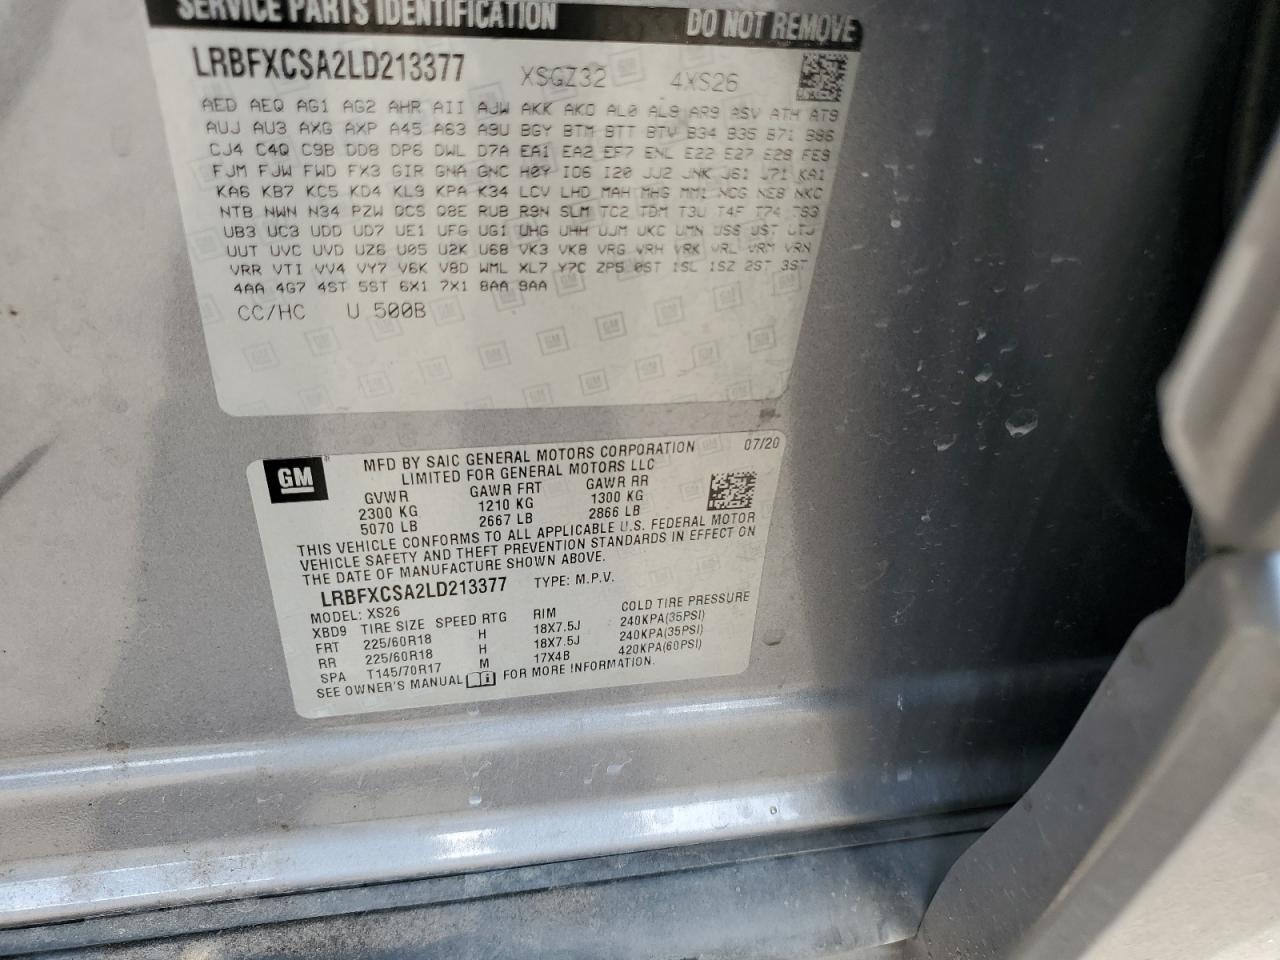 SERVICE PARTS IDENTIFICATION DO NOT REMOVE
LRBFXCSA2LD213377 XSGZ32 4XS26
AED AEQ AG1 AG2 AHR AII AJW AKK AKO AL0 AL9 AR9 ASV ATH AT9
AUJ AU3 AXG AXP A45 A63 A9U BGY BTM BTT BTV B34 B35 B71 B86
CJ4 C4Q C9B DD8 DP6 DWL D7A EA1 EA2 EF7 ENL E22 E27 E28 FE9
FJM FJW FWD FX3 GIR GNA GNC H0Y IO6 I20 JJ2 JNK J61 J71 KA1
KA6 KB7 KC5 KD4 KL9 KPA K34 LCV LHD MAH MHG MM1 NCG NE8 NKC
NTB NWN N34 PZW QCS Q8E RUB R9N SLM TC2 TDM T3U T4F T74 T83
UB3 UC3 UDD UD7 UE1 UFG UG1 UHG UHH UJM UKC UMN USS UST UTJ
UUT UVC UVD UZ6 U05 U2K U68 VK3 VK8 VRG VRH VRK VRL VRM VRN
VRR VTI VV4 VY7 V6K V8D WML XL7 Y7C ZP5 0ST 1SL 1SZ 2ST 3ST
4AA 4G7 4ST 5ST 6X1 7X1 8AA 9AA
CC/HC U 500B
GM ® MFD BY SAIC GENERAL MOTORS CORPORATION 07/20
LIMITED FOR GENERAL MOTORS LLC
GVWR GAWR FRT GAWR RR
2300 KG 1210 KG 1300 KG
5070 LB 2667 LB 2866 LB
THIS VEHICLE CONFORMS TO ALL APPLICABLE U.S. FEDERAL MOTOR
VEHICLE SAFETY AND THEFT PREVENTION STANDARDS IN EFFECT ON
THE DATE OF MANUFACTURE SHOWN ABOVE.
LRBFXCSA2LD213377 TYPE: M.P.V.
MODEL: XS26
XBD9 TIRE SIZE SPEED RTG RIM COLD TIRE PRESSURE
FRT 225/60R18 H 18X7.5J 240KPA(35PSI)
RR 225/60R18 H 18X7.5J 240KPA(35PSI)
SPA T145/70R17 M 17X4B 420KPA(60PSI)
SEE OWNER'S MANUAL i FOR MORE INFORMATION.